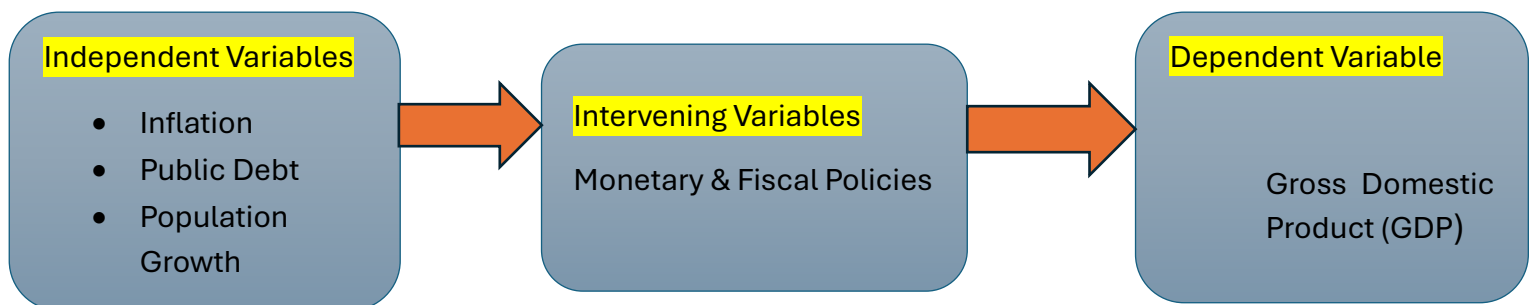 Independent Variables
• Inflation
• Public Debt
• Population
Growth
Intervening Variables
Monetary & Fiscal Policies
Dependent Variable
Gross Domestic
Product (GDP)